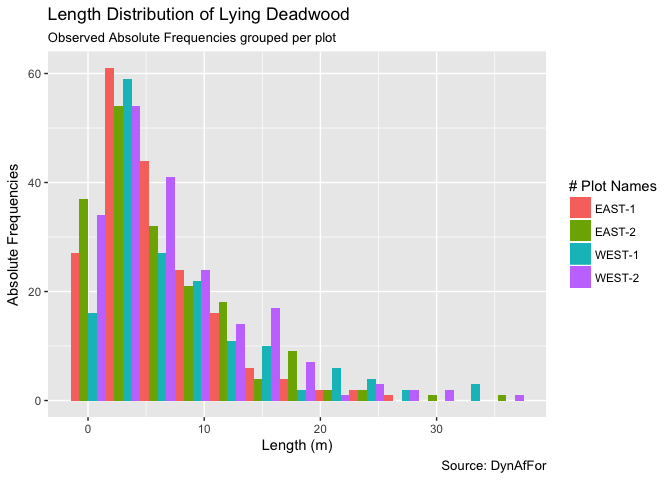 Length Distribution of Lying Deadwood
Observed Absolute Frequencies grouped per plot
Absolute Frequencies
60
40
20
0
0 10 20 30
Length (m)
# Plot Names
EAST-1
EAST-2
WEST-1
WEST-2
Source: DynAfFor